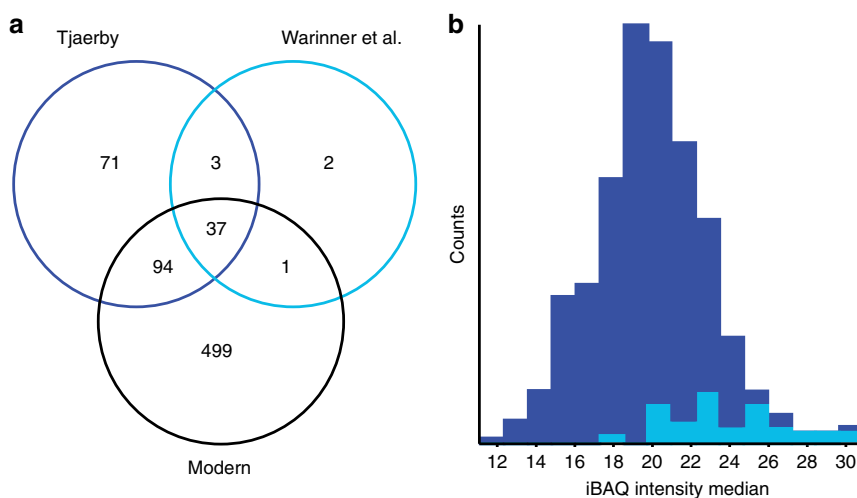 a
Tjaerby
Warinner et al.
71
3
2
37
94
1
499
Modern
b
Counts
12 14 16 18 20 22 24 26 28 30
iBAQ intensity median